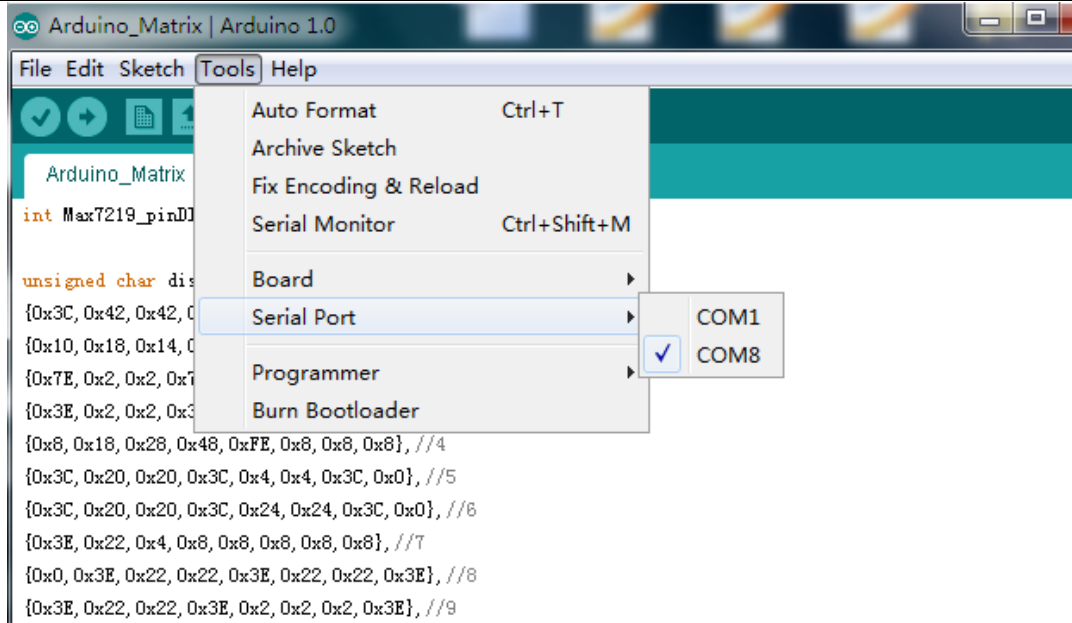 Arduino_Matrix | Arduino 1.0
File Edit Sketch Tools Help
Auto Format Ctrl+T
Archive Sketch
Fix Encoding & Reload
Serial Monitor Ctrl+Shift+M
Board
Serial Port
COM1
COM8
Programmer
Burn Bootloader
Arduino_Matrix
int Max7219_pinDI
unsigned char dis
{0x3C, 0x42, 0x42, 0
{0x10, 0x18, 0x14, 0
{0x7E, 0x2, 0x2, 0x7
{0x3E, 0x2, 0x2, 0x3
{0x8, 0x18, 0x28, 0x48, 0xFE, 0x8, 0x8, 0x8}, //4
{0x3C, 0x20, 0x20, 0x3C, 0x4, 0x4, 0x3C, 0x0}, //5
{0x3C, 0x20, 0x20, 0x3C, 0x24, 0x24, 0x3C, 0x0}, //6
{0x3E, 0x22, 0x4, 0x8, 0x8, 0x8, 0x8, 0x8}, //7
{0x0, 0x3E, 0x22, 0x22, 0x3E, 0x22, 0x22, 0x3E}, //8
{0x3E, 0x22, 0x22, 0x3E, 0x2, 0x2, 0x2, 0x3E}, //9